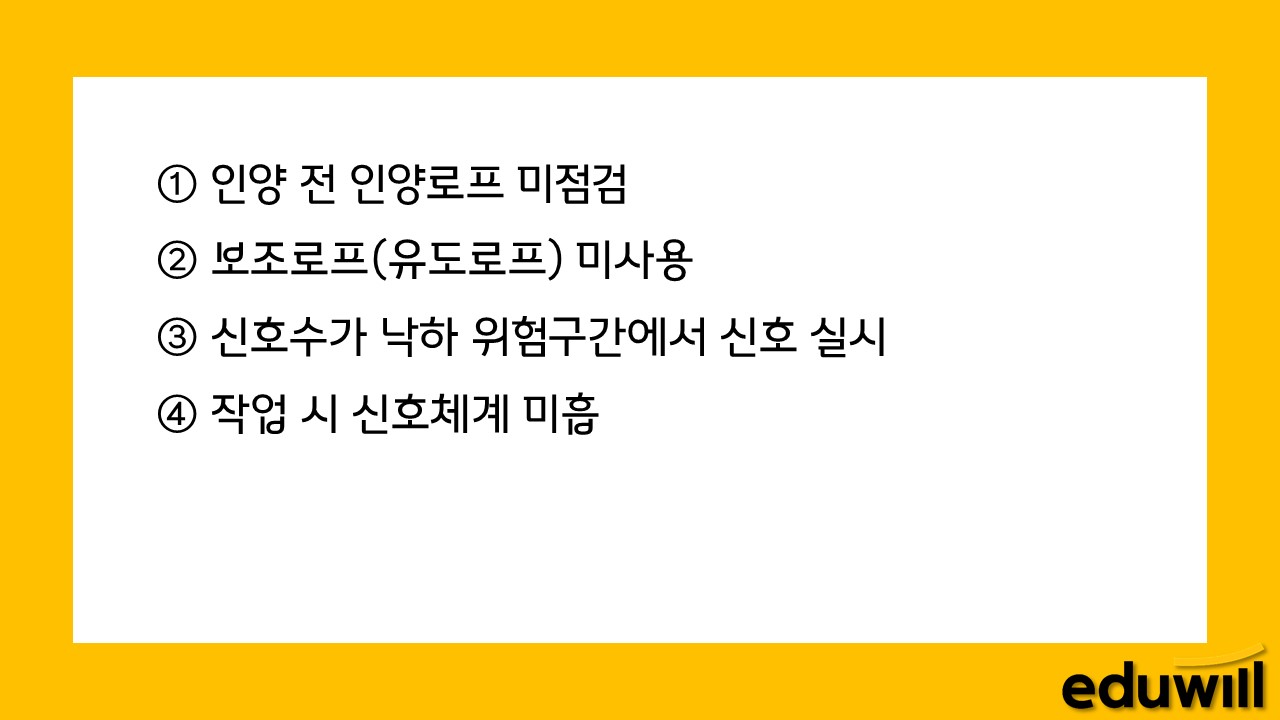 ① 인양 전 인양로프 미점검
② 보조로프(유도로프) 미사용
③ 신호수가 낙하 위험구간에서 신호 실시
④ 작업 시 신호체계 미흡
eduwill